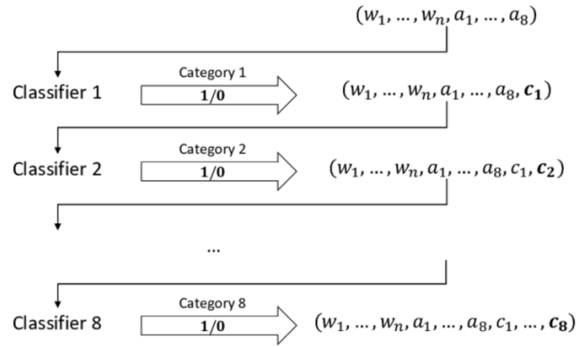 (w₁, …, wₙ, a₁, …, a₈)
Category 1
Classifier 1 1/0 (w₁, …, wₙ, a₁, …, a₈, c₁)
Category 2
Classifier 2 1/0 (w₁, …, wₙ, a₁, …, a₈, c₁, c₂)
...
Category 8
Classifier 8 1/0 (w₁, …, wₙ, a₁, …, a₈, c₁, …, c₈)